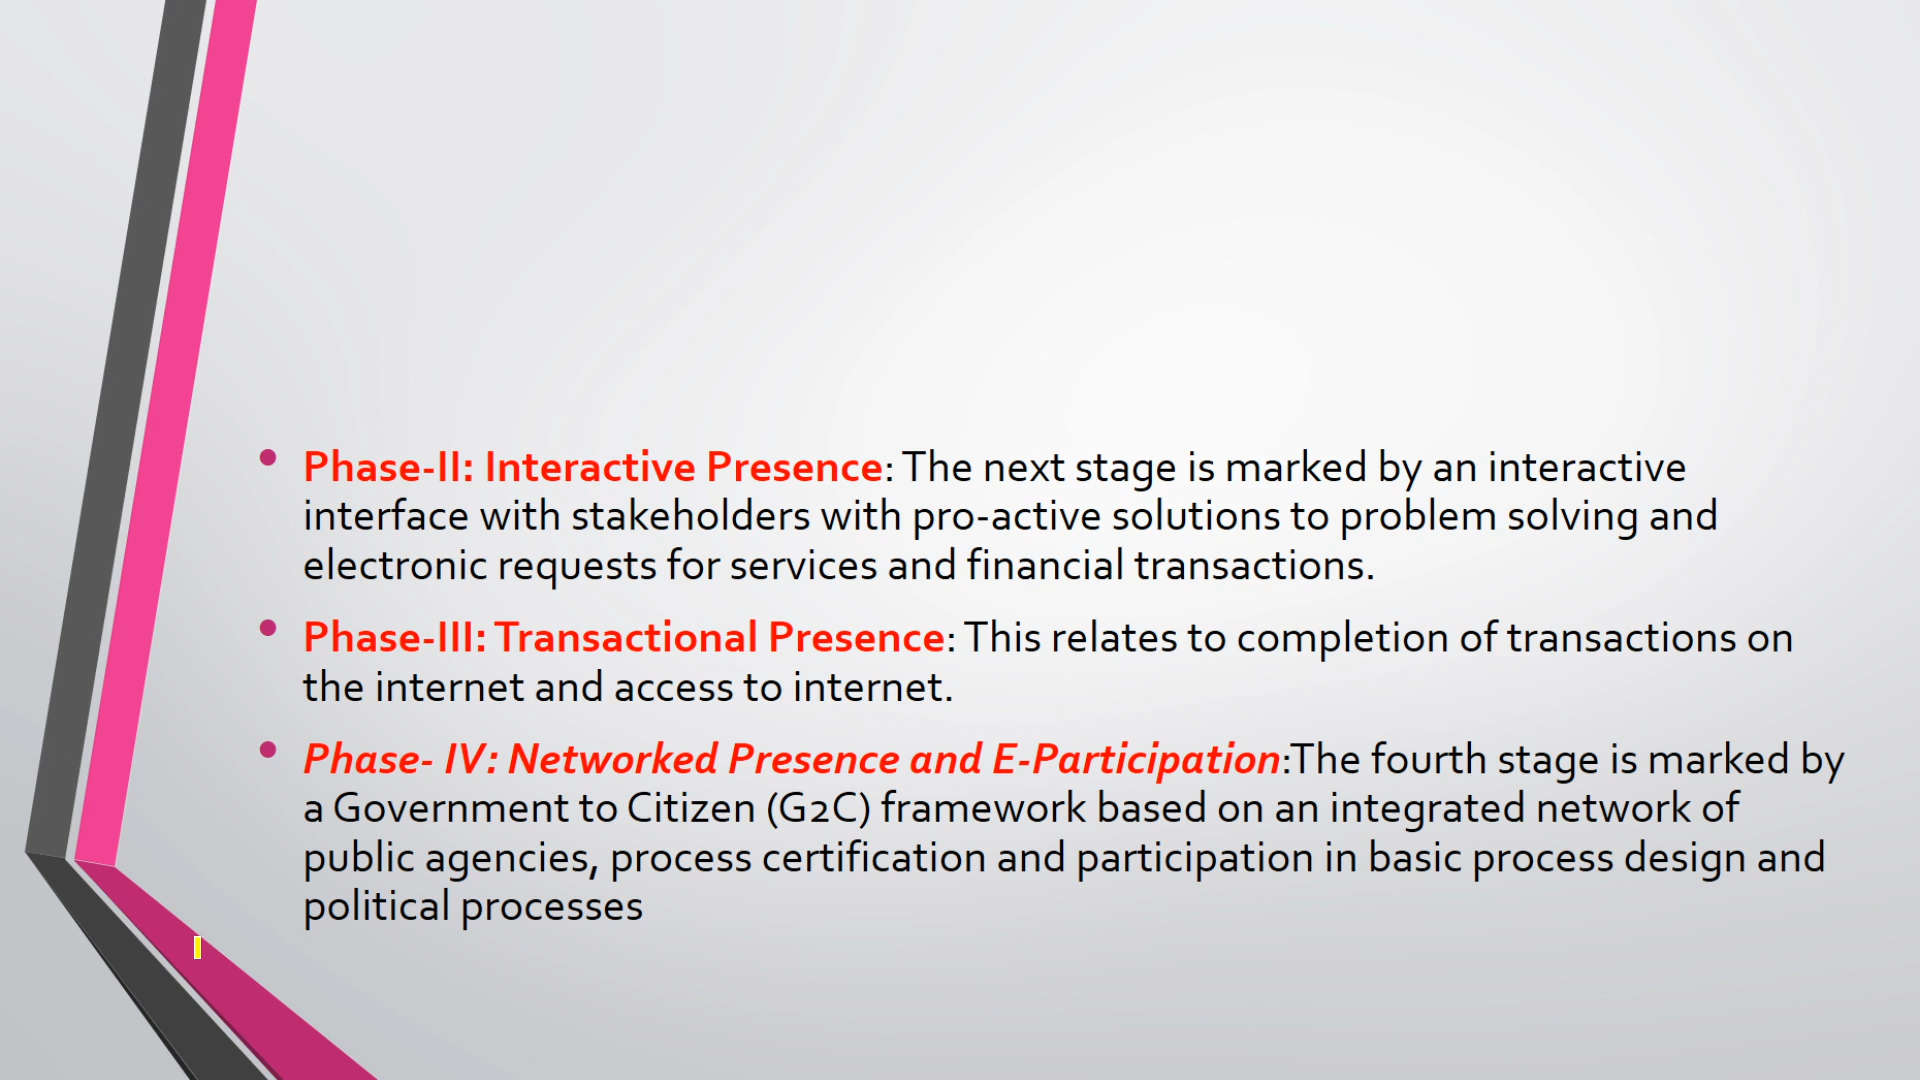 • Phase-II: Interactive Presence: The next stage is marked by an interactive
interface with stakeholders with pro-active solutions to problem solving and
electronic requests for services and financial transactions.
• Phase-III: Transactional Presence: This relates to completion of transactions on
the internet and access to internet.
• Phase- IV: Networked Presence and E-Participation:The fourth stage is marked by
a Government to Citizen (G2C) framework based on an integrated network of
public agencies, process certification and participation in basic process design and
political processes